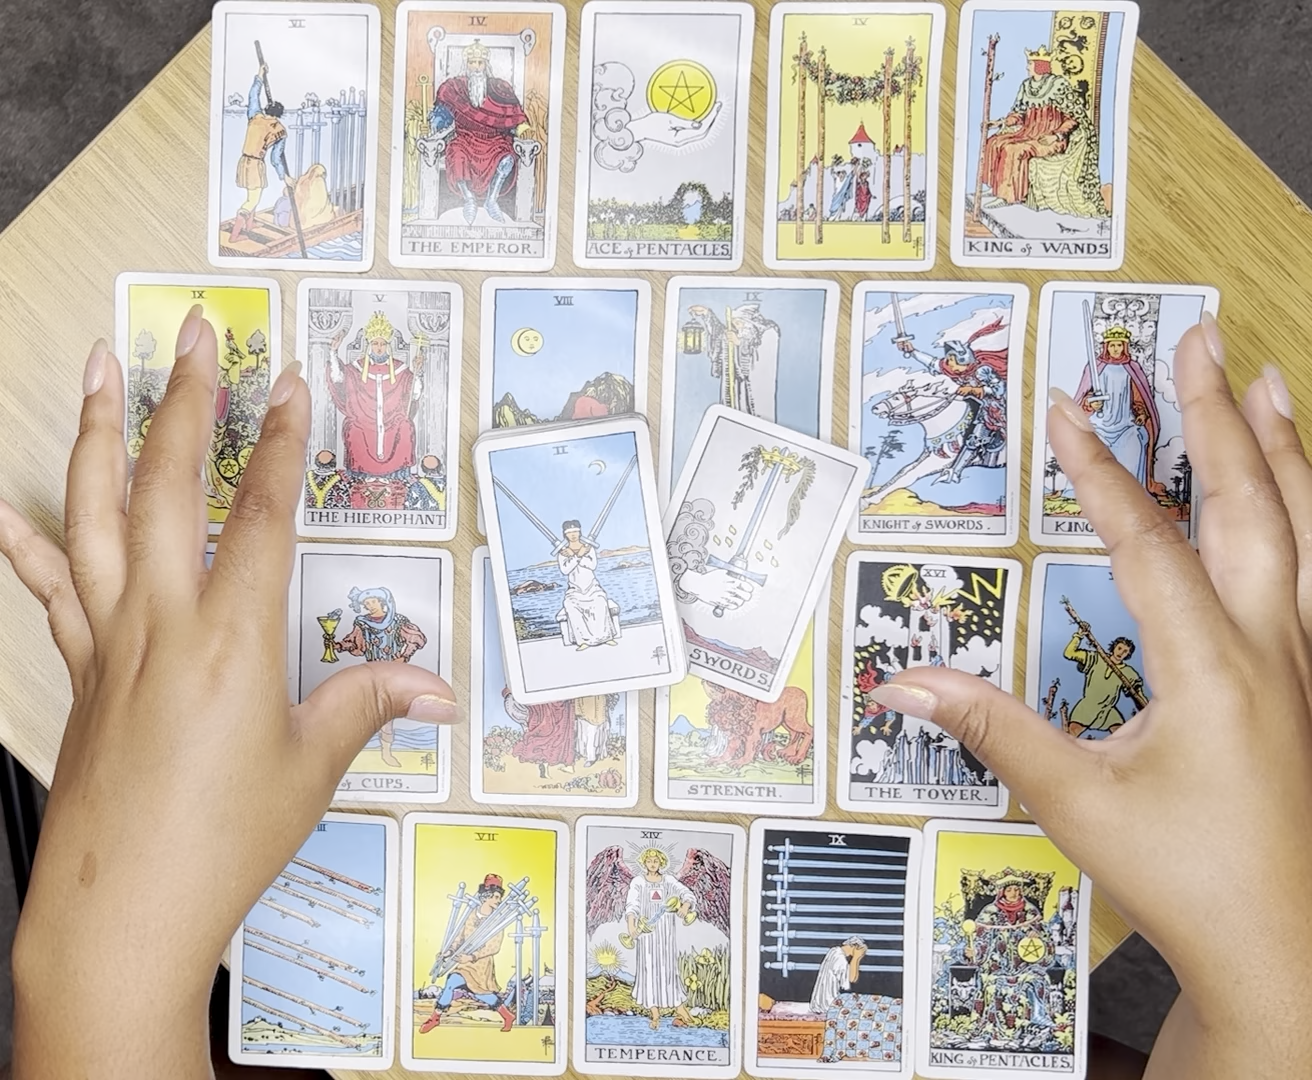 VI
IV
THE EMPEROR.
ACE of PENTACLES.
IV
KING of WANDS
IX
V
THE HIEROPHANT
VIII
IX
KNIGHT of SWORDS.
KING
II
SWORDS.
of CUPS.
STRENGTH.
XVI
THE TOWER.
VII
XIV
TEMPERANCE.
IX
KING of PENTACLES.